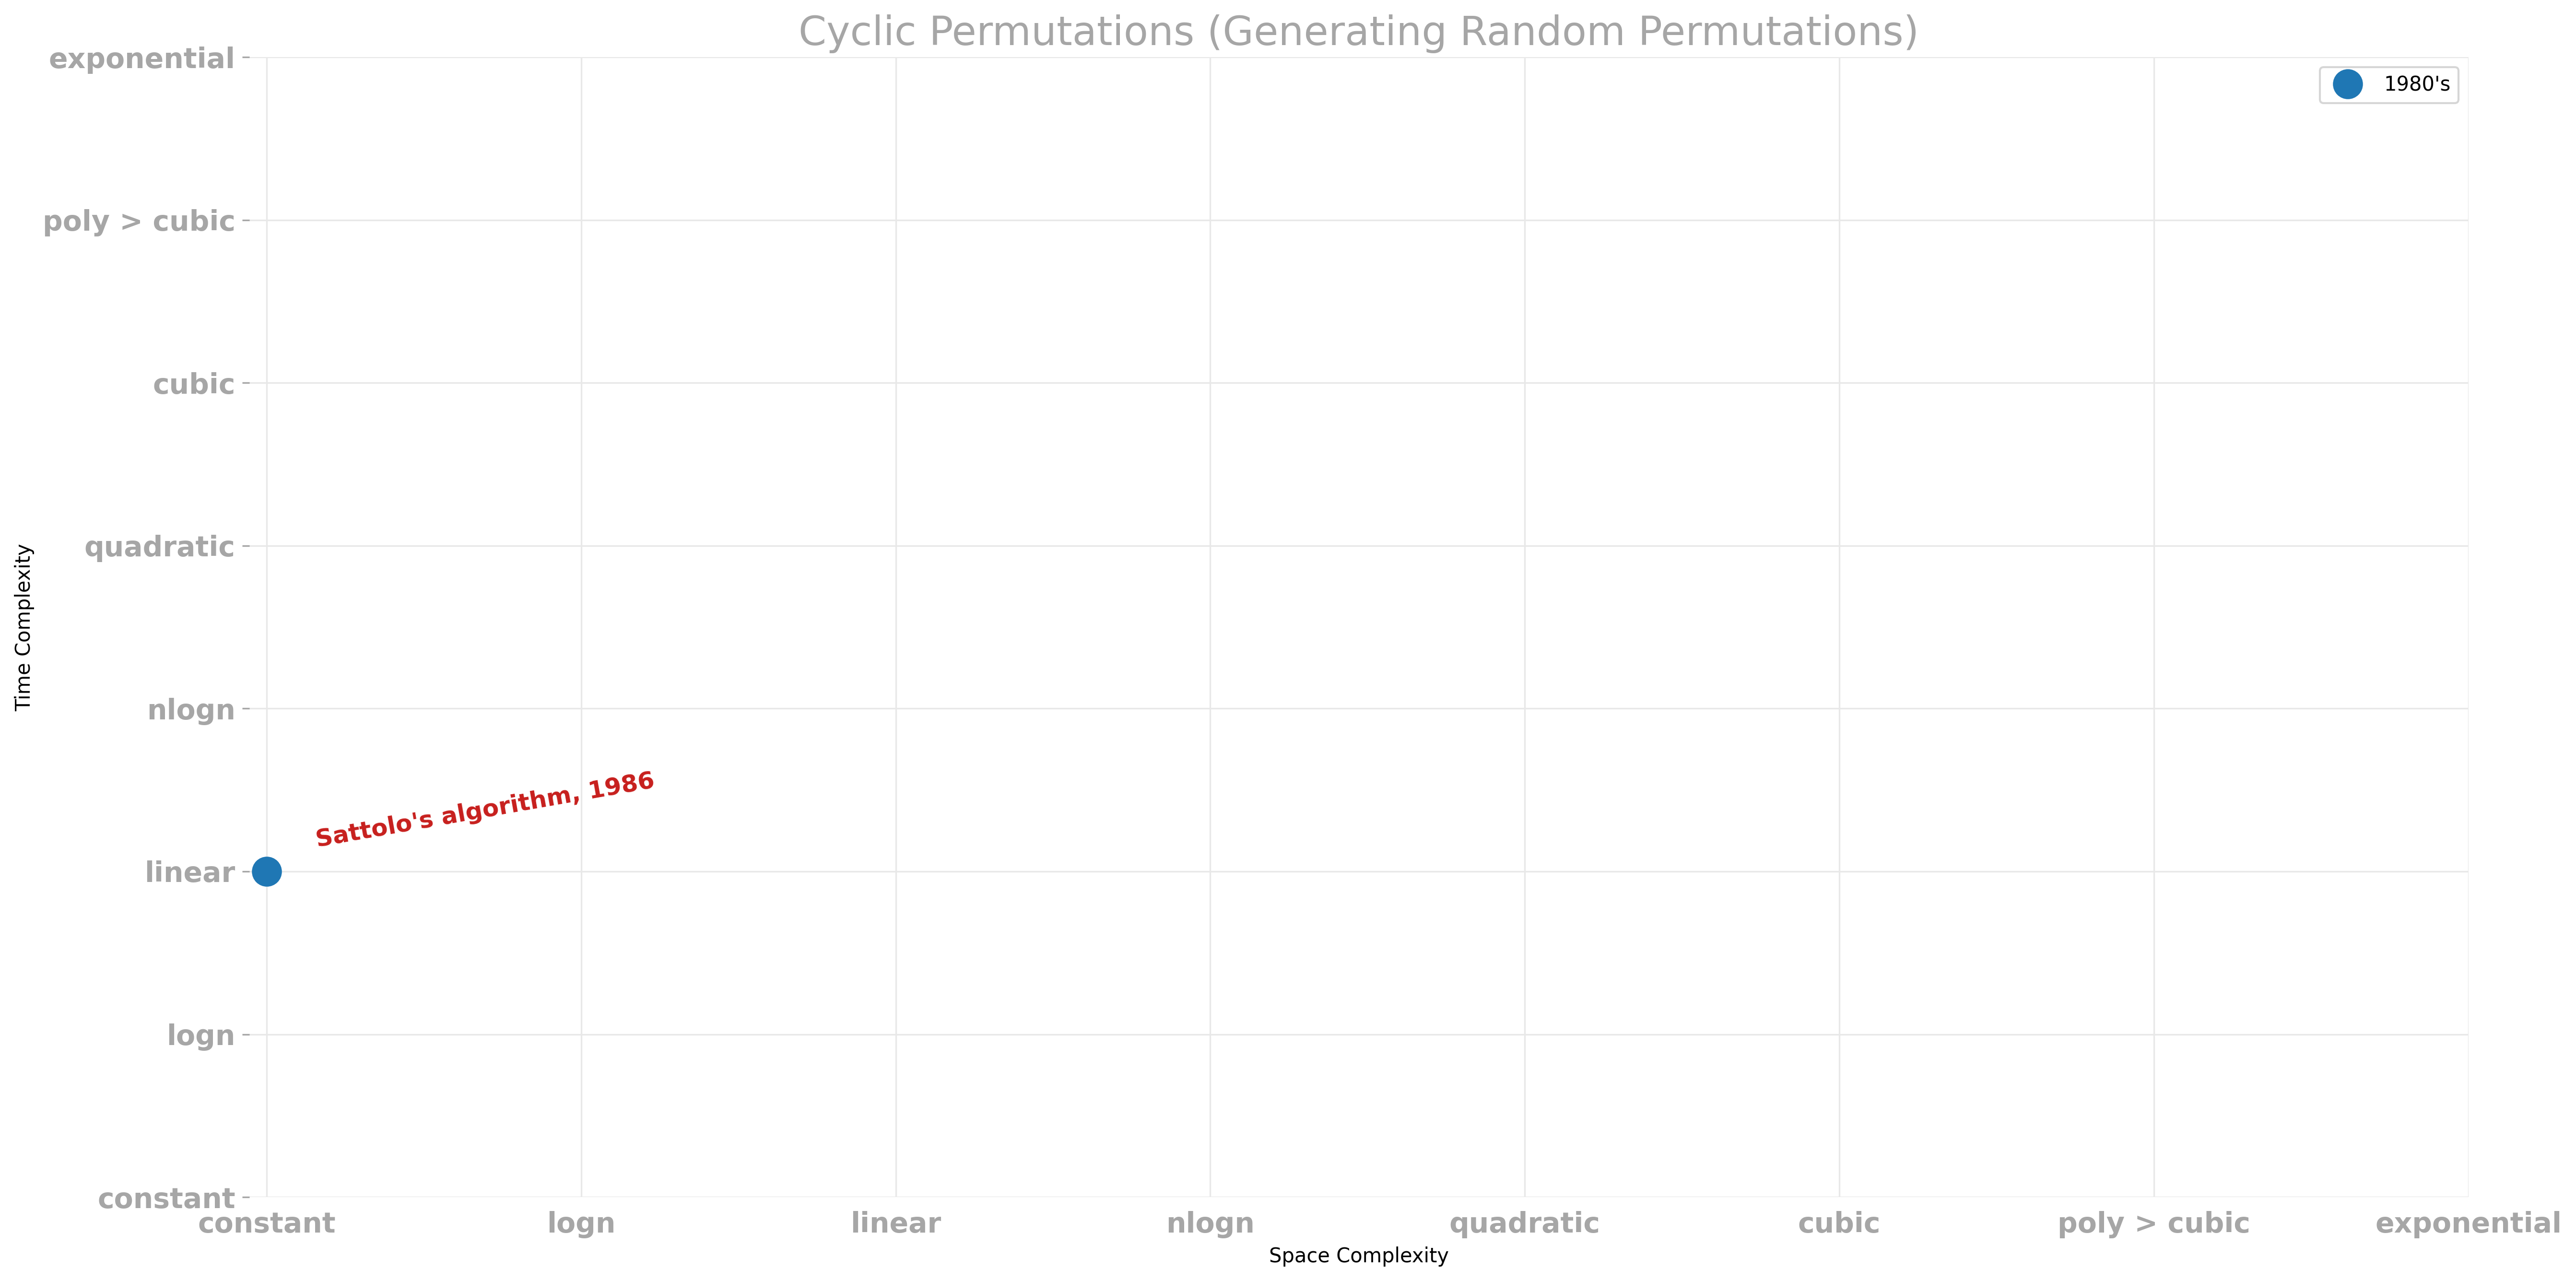 Cyclic Permutations (Generating Random Permutations)
1980's
exponential
poly > cubic
cubic
quadratic
nlogn
linear
logn
constant
Time Complexity
Sattolo's algorithm, 1986
constant
logn
linear
nlogn
quadratic
cubic
poly > cubic
exponential
Space Complexity